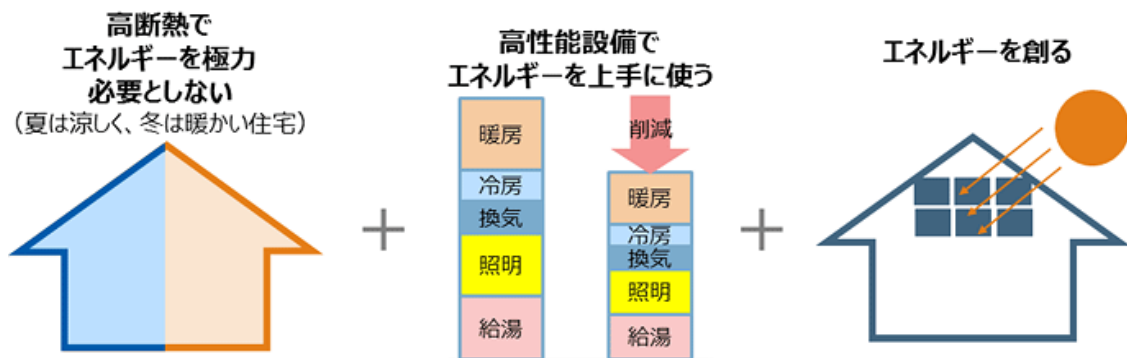 高断熱で
エネルギーを極力
必要としない
（夏は涼しく、冬は暖かい住宅）
高性能設備で
エネルギーを上手に使う
暖房
冷房
換気
照明
給湯
削減
暖房
冷房
換気
照明
給湯
エネルギーを創る